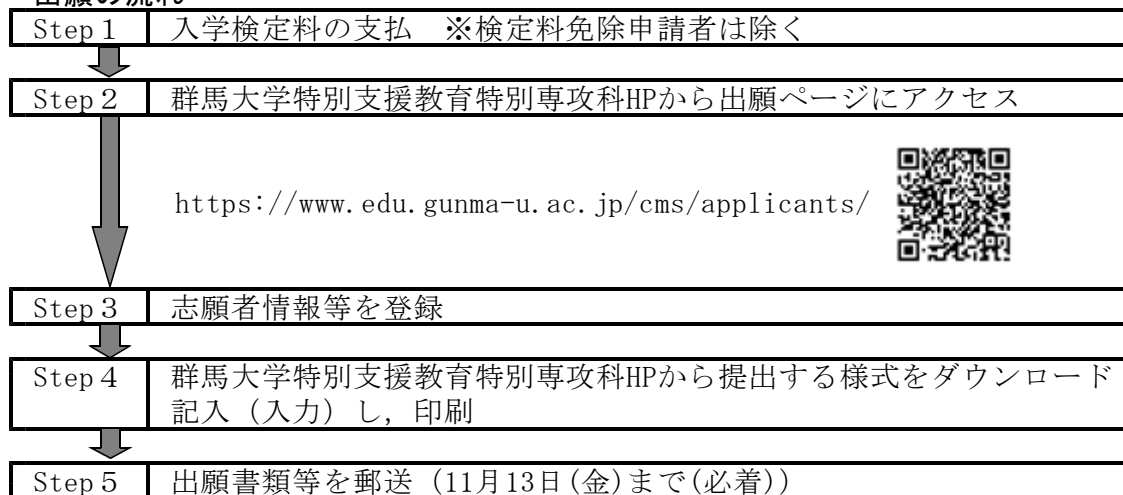 出願の流れ
Step１ 入学検定料の支払　※検定料免除申請者は除く
Step２ 群馬大学特別支援教育特別専攻科HPから出願ページにアクセス
https://www.edu.gunma-u.ac.jp/cms/applicants/
Step３ 志願者情報等を登録
Step４ 群馬大学特別支援教育特別専攻科HPから提出する様式をダウンロード
記入（入力）し，印刷
Step５ 出願書類等を郵送 (11月13日(金)まで(必着))